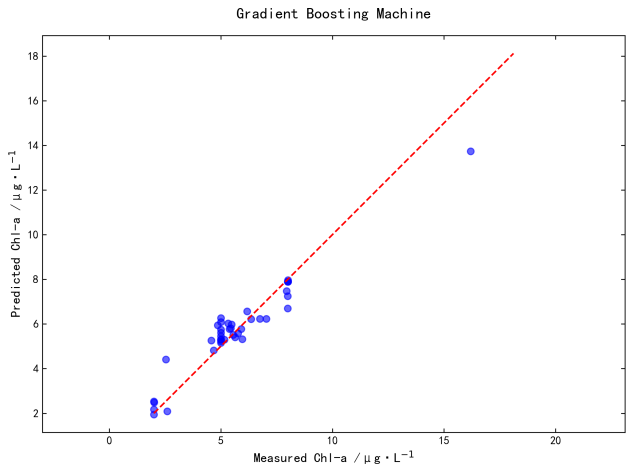 Gradient Boosting Machine
Predicted Chl-a /μg·L⁻¹
18
16
14
12
10
8
6
4
2
0 5 10 15 20
Measured Chl-a /μg·L⁻¹